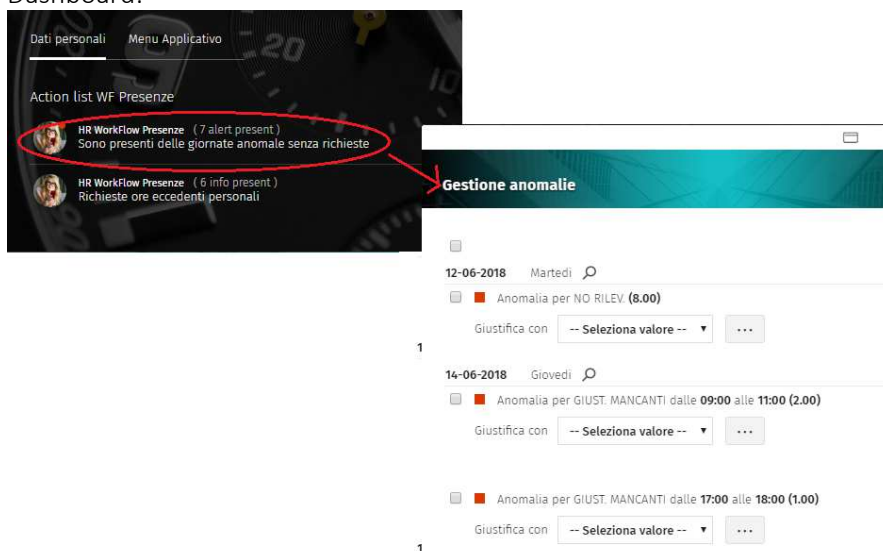 Dashboard:
Dati personali Menu Applicativo
Action list WF Presenze
HR WorkFlow Presenze ( 7 alert present )
Sono presenti delle giornate anomale senza richieste
HR WorkFlow Presenze ( 6 info present )
Richieste ore eccedenti personali
Gestione anomalie
12-06-2018 Martedì
Anomalia per NO RILEV. (8.00)
Giustifica con -- Seleziona valore -- ...
1
14-06-2018 Giovedì
Anomalia per GIUST. MANCANTI dalle 09:00 alle 11:00 (2.00)
Giustifica con -- Seleziona valore -- ...
Anomalia per GIUST. MANCANTI dalle 17:00 alle 18:00 (1.00)
Giustifica con -- Seleziona valore -- ...
1